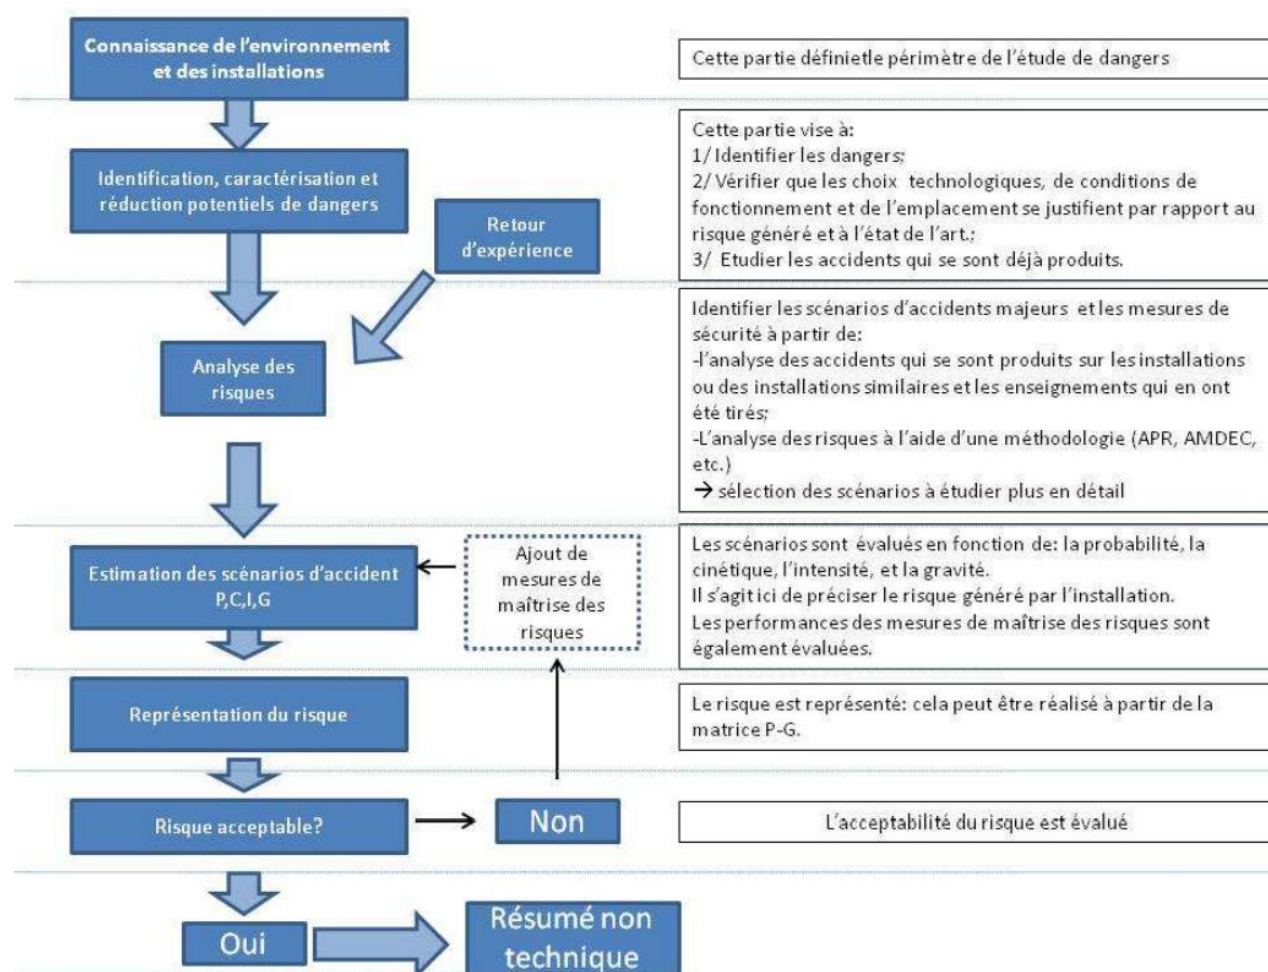 Connaissance de l'environnement
et des installations
Cette partie définietle périmètre de l'étude de dangers
Identification, caractérisation et
réduction potentiels de dangers
Retour
d'expérience
Cette partie vise à:
1/ Identifier les dangers;
2/ Vérifier que les choix technologiques, de conditions de
fonctionnement et de l'emplacement se justifient par rapport au
risque généré et à l'état de l'art.;
3/ Etudier les accidents qui se sont déjà produits.
Analyse des
risques
Identifier les scénarios d'accidents majeurs et les mesures de
sécurité à partir de:
-l'analyse des accidents qui se sont produits sur les installations
ou des installations similaires et les enseignements qui en ont
été tirés;
-L'analyse des risques à l'aide d'une méthodologie (APR, AMDEC,
etc.)
→ sélection des scénarios à étudier plus en détail
Estimation des scénarios d'accident
P,C,I,G
Ajout de
mesures de
maîtrise des
risques
Les scénarios sont évalués en fonction de: la probabilité, la
cinétique, l'intensité, et la gravité.
Il s'agit ici de préciser le risque généré par l'installation.
Les performances des mesures de maîtrise des risques sont
également évaluées.
Représentation du risque
Le risque est représenté: cela peut être réalisé à partir de la
matrice P-G.
Risque acceptable?
Non
L'acceptabilité du risque est évalué
Oui
Résumé non
technique